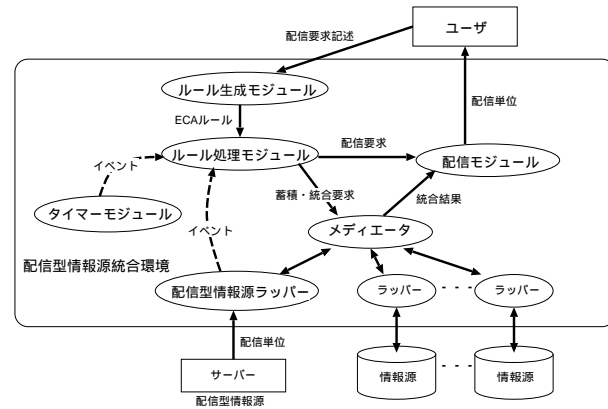 ユーザ
配信要求記述
ルール生成モジュール
配信単位
ECAルール
イベント
ルール処理モジュール
配信要求
配信モジュール
蓄積・統合要求
統合結果
タイマーモジュール
イベント
メディエータ
配信型情報源統合環境
配信型情報源ラッパー
ラッパー
ラッパー
配信単位
サーバー
情報源
情報源
配信型情報源